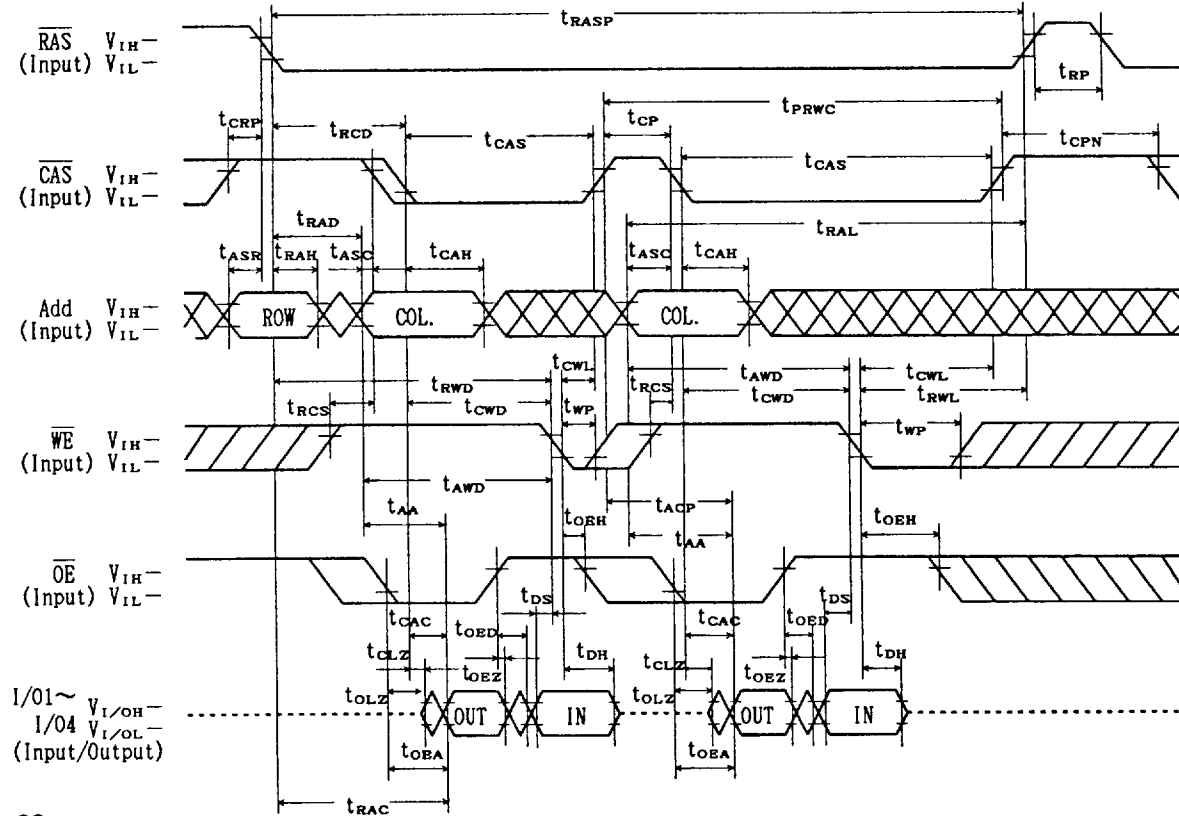 tRASP
RAS VIH
(Input) VIL
tRP
tPRWC
tCRP tRCD tCAS tCP tCPN
CAS VIH
(Input) VIL
tCAS
tRAD tRAL
tASR tRAH tASC tCAH tASC tCAH
Add VIH
(Input) VIL
ROW COL. COL.
tCWL tAWD tCWL
tRWD tRCS tCWD tRWL
tRCS tCWD tWP tWP
WE VIH
(Input) VIL
tAWD tACP
tAA tOEH tAA tOEH
OE VIH
(Input) VIL
tDS tDS
tCAC tOED tCAC tOED
tCLZ tOEZ tDH tCLZ tOEZ tDH
tOLZ tOLZ
I/O1~ VI/OH
I/O4 VI/OL
(Input/Output)
OUT IN OUT IN
tOEA tOEA
tRAC